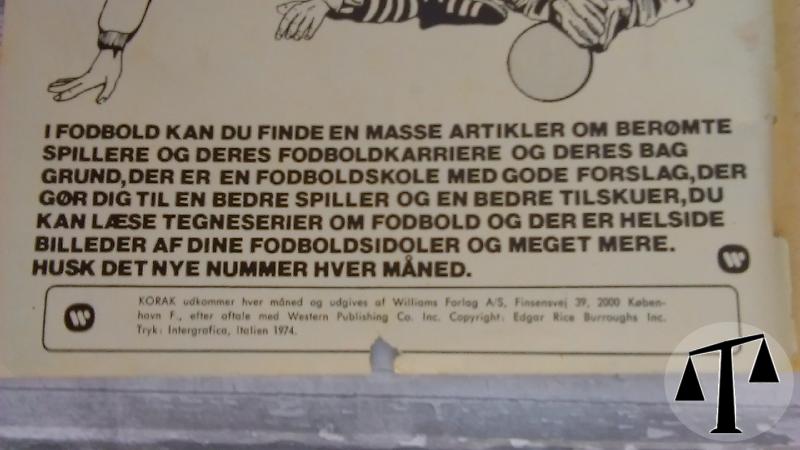 I FODBOLD KAN DU FINDE EN MASSE ARTIKLER OM BERØMTE
SPILLERE OG DERES FODBOLDKARRIERE OG DERES BAG
GRUND, DER ER EN FODBOLDSKOLE MED GODE FORSLAG, DER
GØR DIG TIL EN BEDRE SPILLER OG EN BEDRE TILSKUER, DU
KAN LÆSE TEGNESERIER OM FODBOLD OG DER ER HELSIDE
BILLEDER AF DINE FODBOLDSIDOLER OG MEGET MERE.
HUSK DET NYE NUMMER HVER MÅNED.
KORAK udkommer hver måned og udgives af Williams Forlag A/S, Finsensvej 39, 2000 Køben-
havn F., efter aftale med Western Publishing Co. Inc. Copyright: Edgar Rice Burroughs Inc.
Tryk: Intergrafica, Italien 1974.